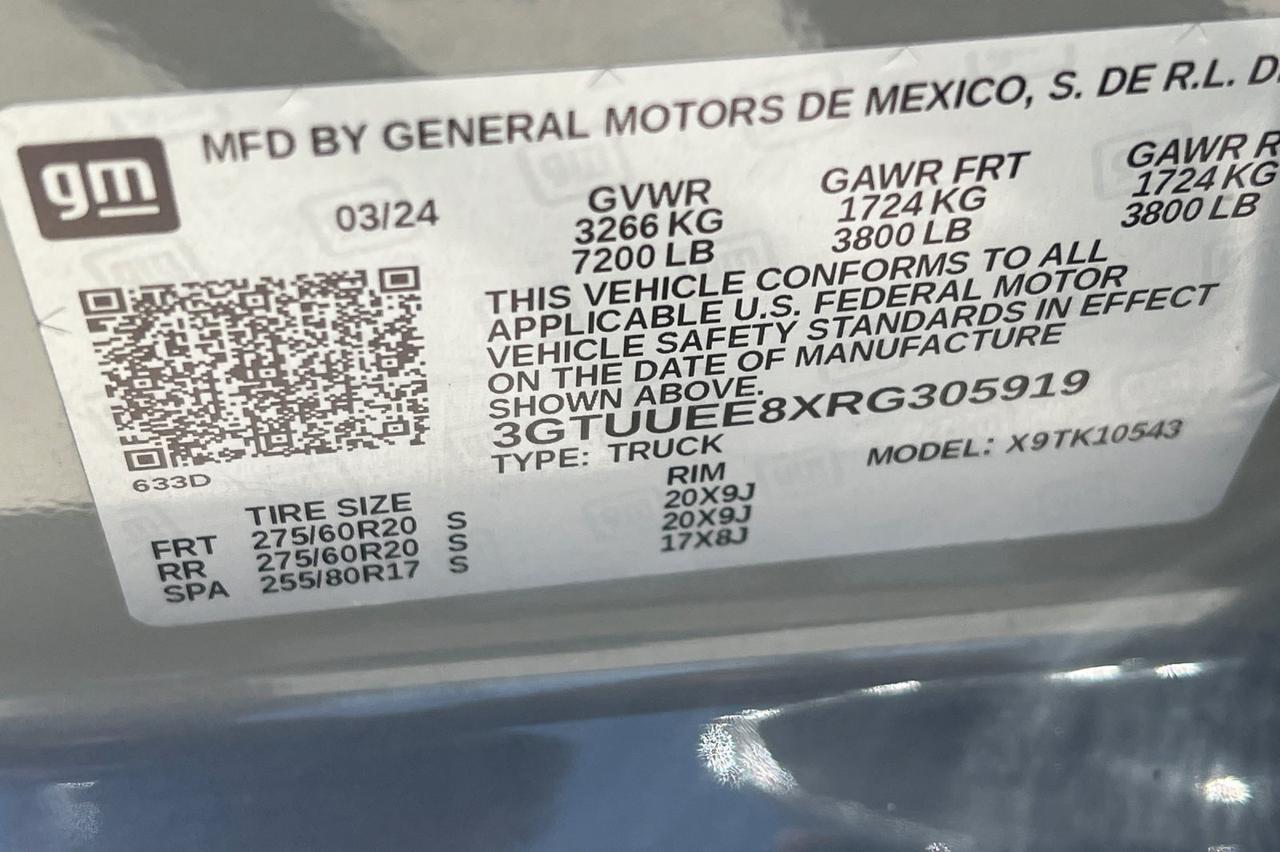 gm
MFD BY GENERAL MOTORS DE MEXICO, S. DE R.L. D
03/24
GVWR
3266 KG
7200 LB
GAWR FRT
1724 KG
3800 LB
GAWR R
1724 KG
3800 LB
THIS VEHICLE CONFORMS TO ALL
APPLICABLE U.S. FEDERAL MOTOR
VEHICLE SAFETY STANDARDS IN EFFECT
ON THE DATE OF MANUFACTURE
SHOWN ABOVE.
3GTUUEE8XRG305919
TYPE: TRUCK MODEL: X9TK10543
633D
TIRE SIZE RIM
FRT 275/60R20 S 20X9J
RR 275/60R20 S 20X9J
SPA 255/80R17 S 17X8J